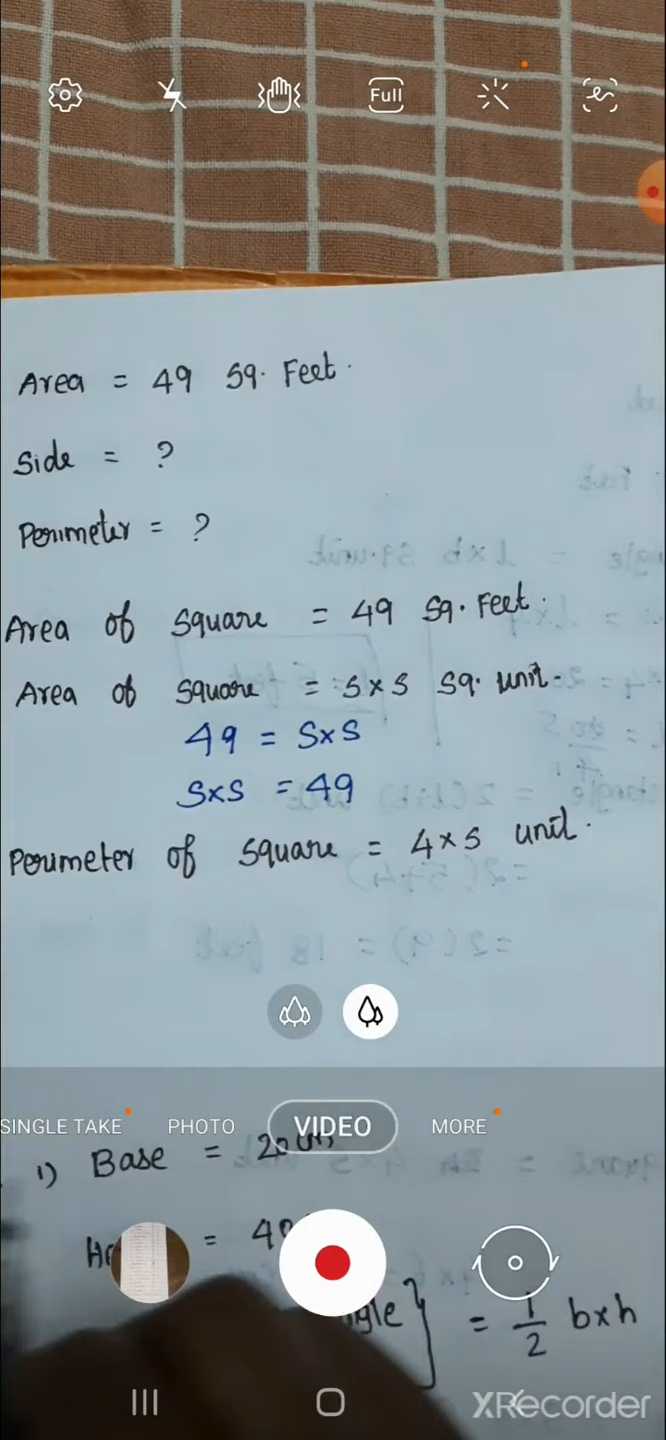 Full
Area = 49 Sq. Feet.
Side = ?
Perimeter = ?
Area of Square = 49 Sq. Feet.
Area of Square = S×S Sq. unit.
49 = S×S
S×S = 49
Perimeter of Square = 4×S unit.
SINGLE TAKE PHOTO VIDEO MORE
1) Base =
=
= 1/2 b×h
XRecorder